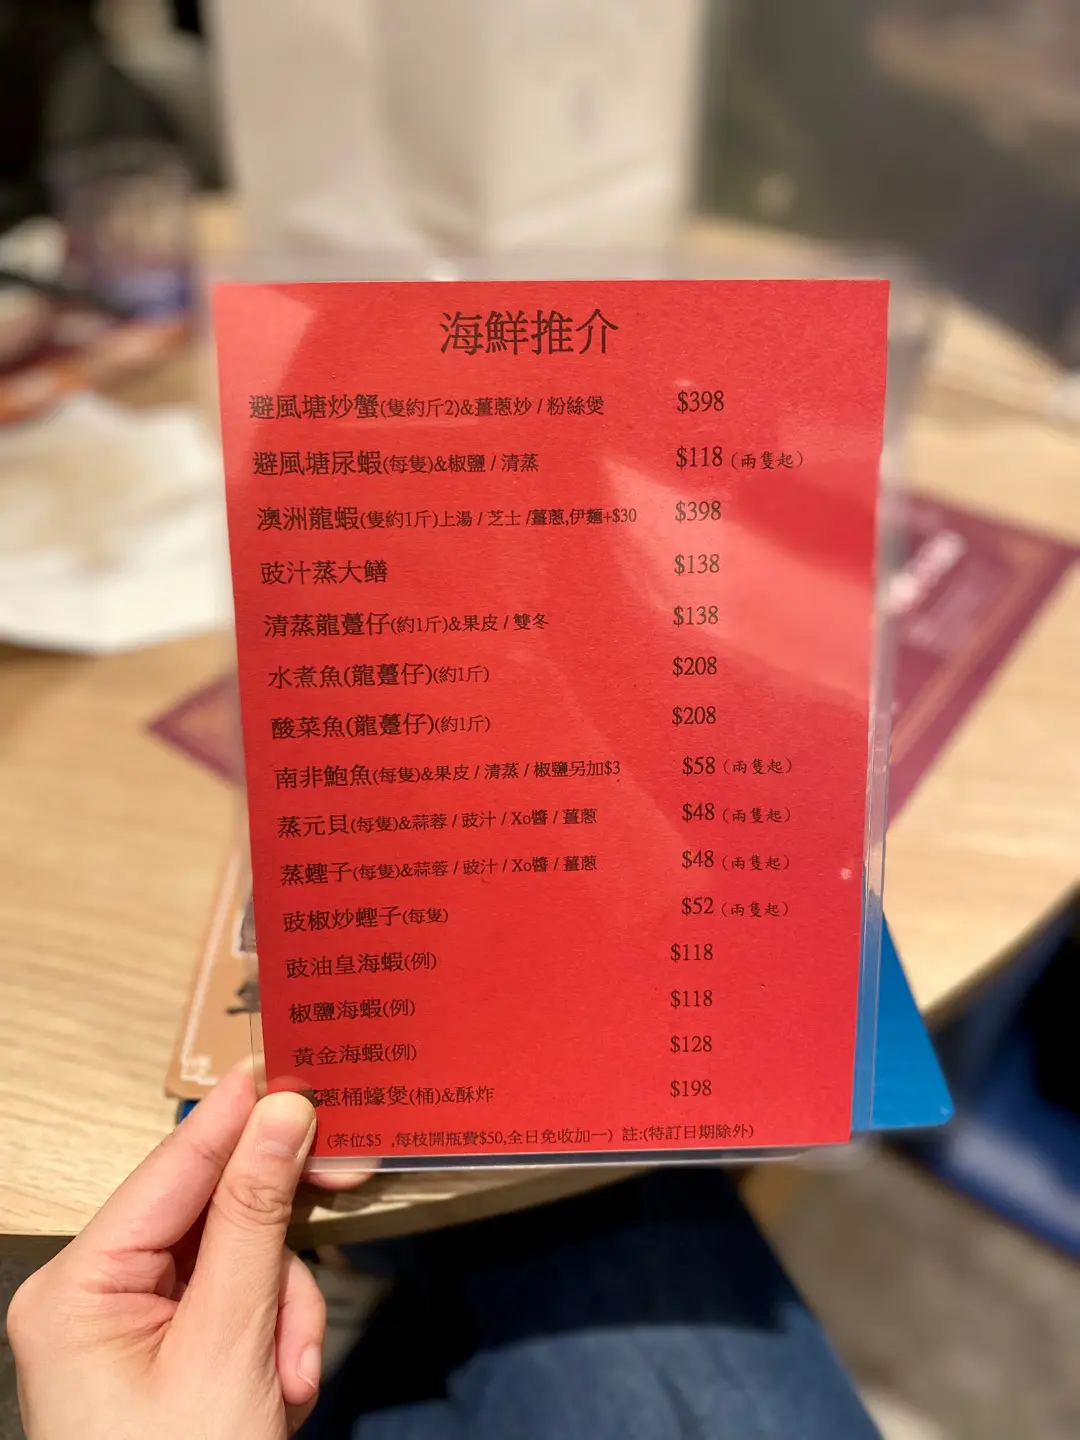 海鮮推介
避風塘炒蟹(隻約斤2)&薑蔥炒 / 粉絲煲 $398
避風塘尿蝦(每隻)&椒鹽 / 清蒸 $118 (兩隻起)
澳洲龍蝦(隻約1斤)上湯 / 芝士 /薑蔥,伊麵+$30 $398
豉汁蒸大鱔 $138
清蒸龍躉仔(約1斤)&果皮 / 雙冬 $138
水煮魚(龍躉仔)(約1斤) $208
酸菜魚(龍躉仔)(約1斤) $208
南非鮑魚(每隻)&果皮 / 清蒸 / 椒鹽另加$3 $58 (兩隻起)
蒸元貝(每隻)&蒜蓉 / 豉汁 / Xo醬 / 薑蔥 $48 (兩隻起)
蒸蟶子(每隻)&蒜蓉 / 豉汁 / Xo醬 / 薑蔥 $48 (兩隻起)
豉椒炒蟶子(每隻) $52 (兩隻起)
豉油皇海蝦(例) $118
椒鹽海蝦(例) $118
黃金海蝦(例) $128
蔥桶蠔煲(桶)&酥炸 $198
(茶位$5 ,每枝開瓶費$50,全日免收加一) 註:(特訂日期除外)